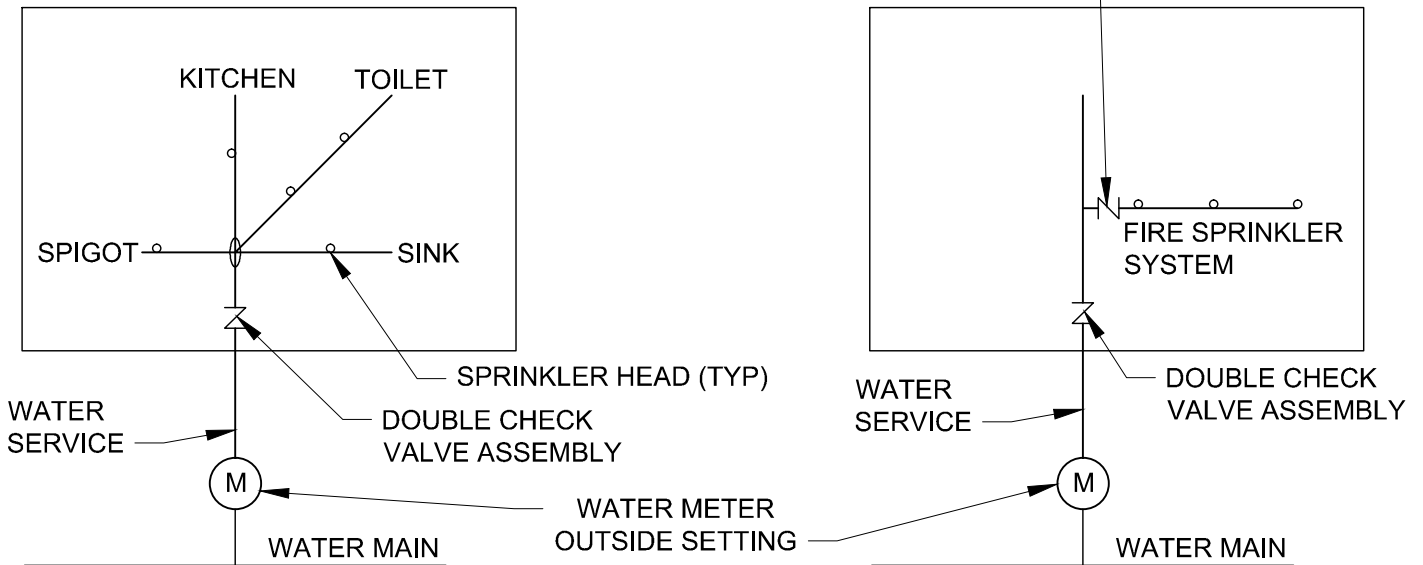 KITCHEN
TOILET
SPIGOT
SINK
SPRINKLER HEAD (TYP)
DOUBLE CHECK
VALVE ASSEMBLY
WATER
SERVICE
M
WATER MAIN
WATER METER
OUTSIDE SETTING
FIRE SPRINKLER
SYSTEM
DOUBLE CHECK
VALVE ASSEMBLY
WATER
SERVICE
M
WATER MAIN